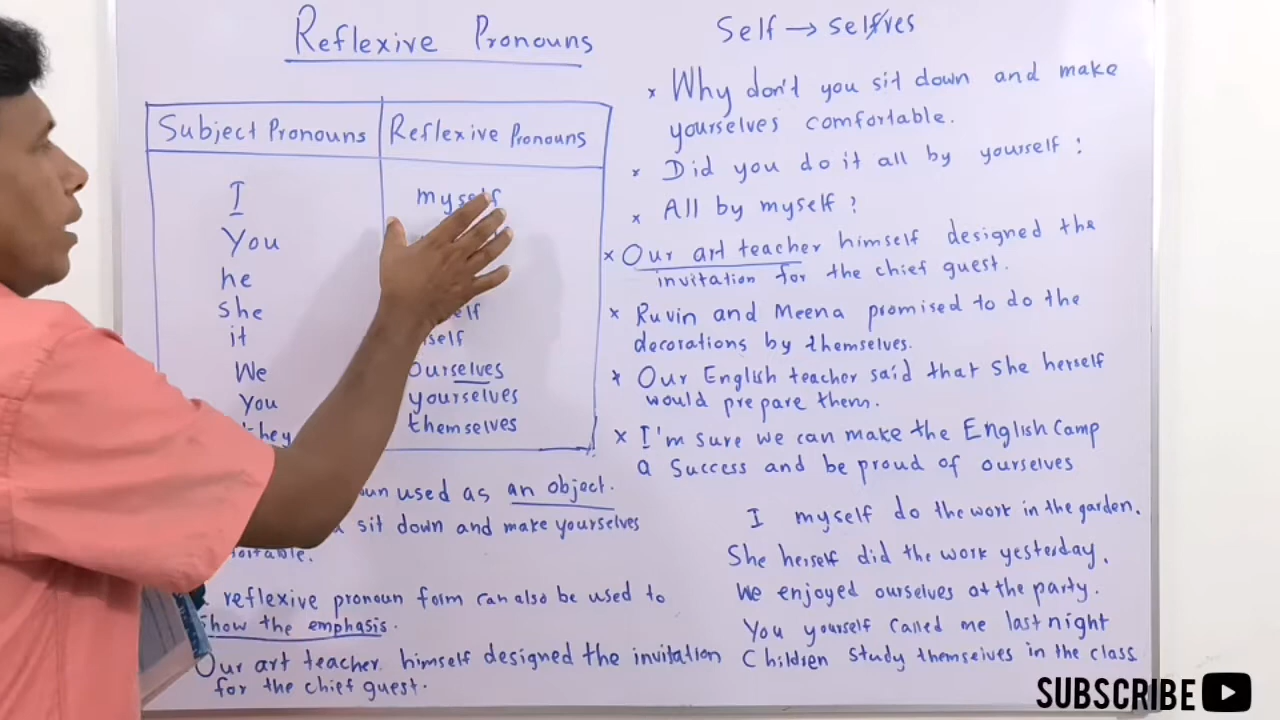 Reflexive Pronouns
Subject Pronouns Reflexive Pronouns
I myself
You
he
she
it
We Ourselves
You yourselves
they themselves
used as an object.
sit down and make yourselves
reflexive pronoun form can also be used to
show the emphasis.
Our art teacher himself designed the invitation
for the chief guest.
Self → selfves
× Why don't you sit down and make
yourselves comfortable.
× Did you do it all by yourself ?
× All by myself ?
× Our art teacher himself designed the
invitation for the chief guest.
× Ruvin and Meena promised to do the
decorations by themselves.
× Our English teacher said that she herself
would prepare them.
× I'm sure we can make the English Camp
a Success and be proud of ourselves
I myself do the work in the garden.
She herself did the work yesterday.
We enjoyed ourselves at the party.
You yourself called me last night
Children study themselves in the class
SUBSCRIBE